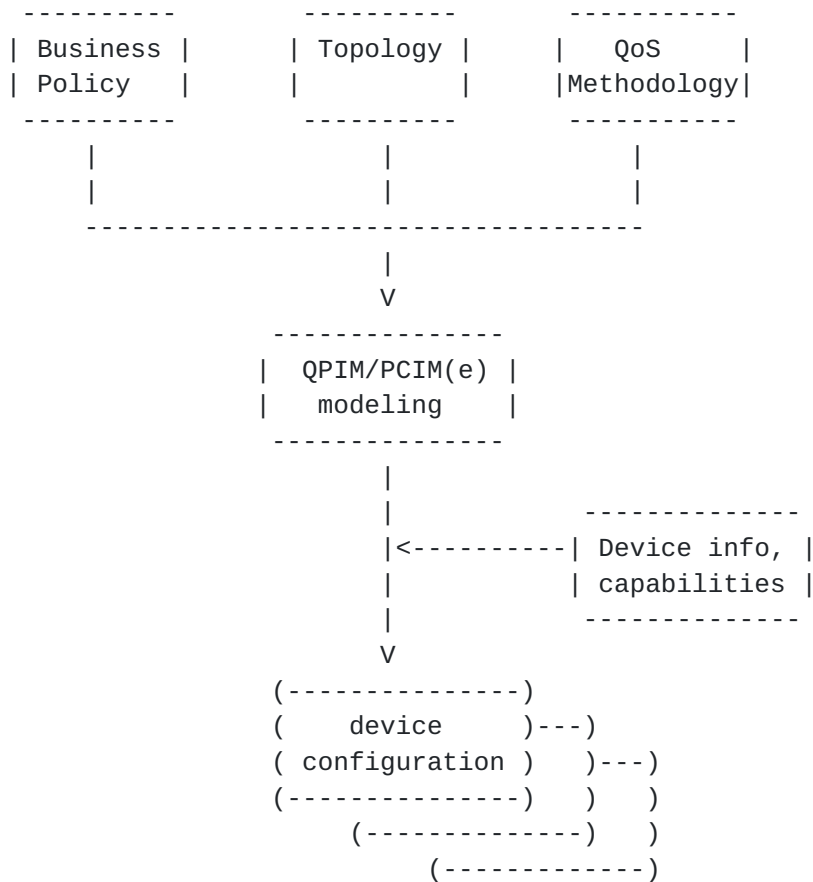 Business Topology QoS
Policy Methodology
V
QPIM/PCIM(e)
modeling
Device info,
capabilities
V
device
configuration